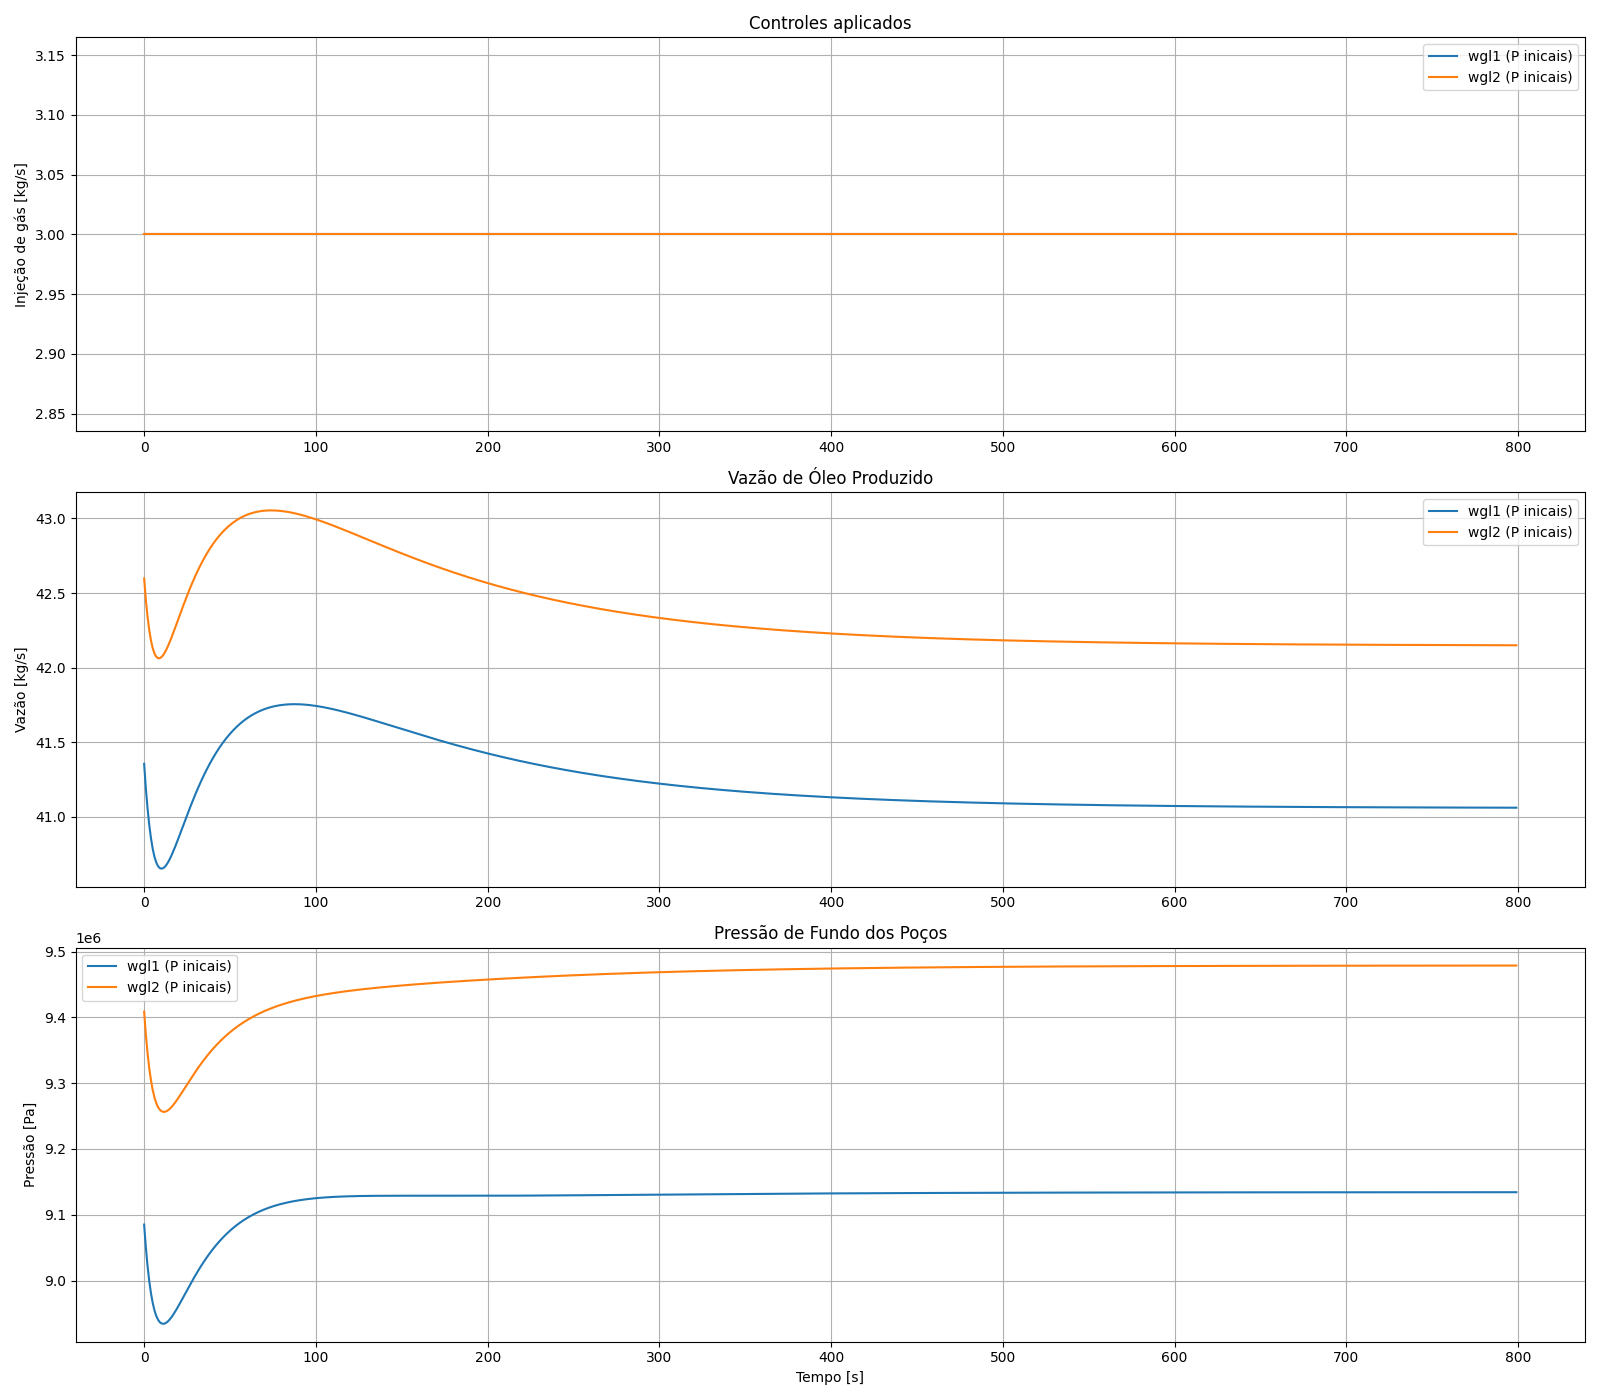 Controles aplicados
Injeção de gás [kg/s]
3.15
3.10
3.05
3.00
2.95
2.90
2.85
wgl1 (P inicais)
wgl2 (P inicais)
0 100 200 300 400 500 600 700 800
Vazão de Óleo Produzido
Vazão [kg/s]
43.0
42.5
42.0
41.5
41.0
wgl1 (P inicais)
wgl2 (P inicais)
0 100 200 300 400 500 600 700 800
Pressão de Fundo dos Poços
1e6
Pressão [Pa]
9.5
9.4
9.3
9.2
9.1
9.0
wgl1 (P inicais)
wgl2 (P inicais)
0 100 200 300 400 500 600 700 800
Tempo [s]